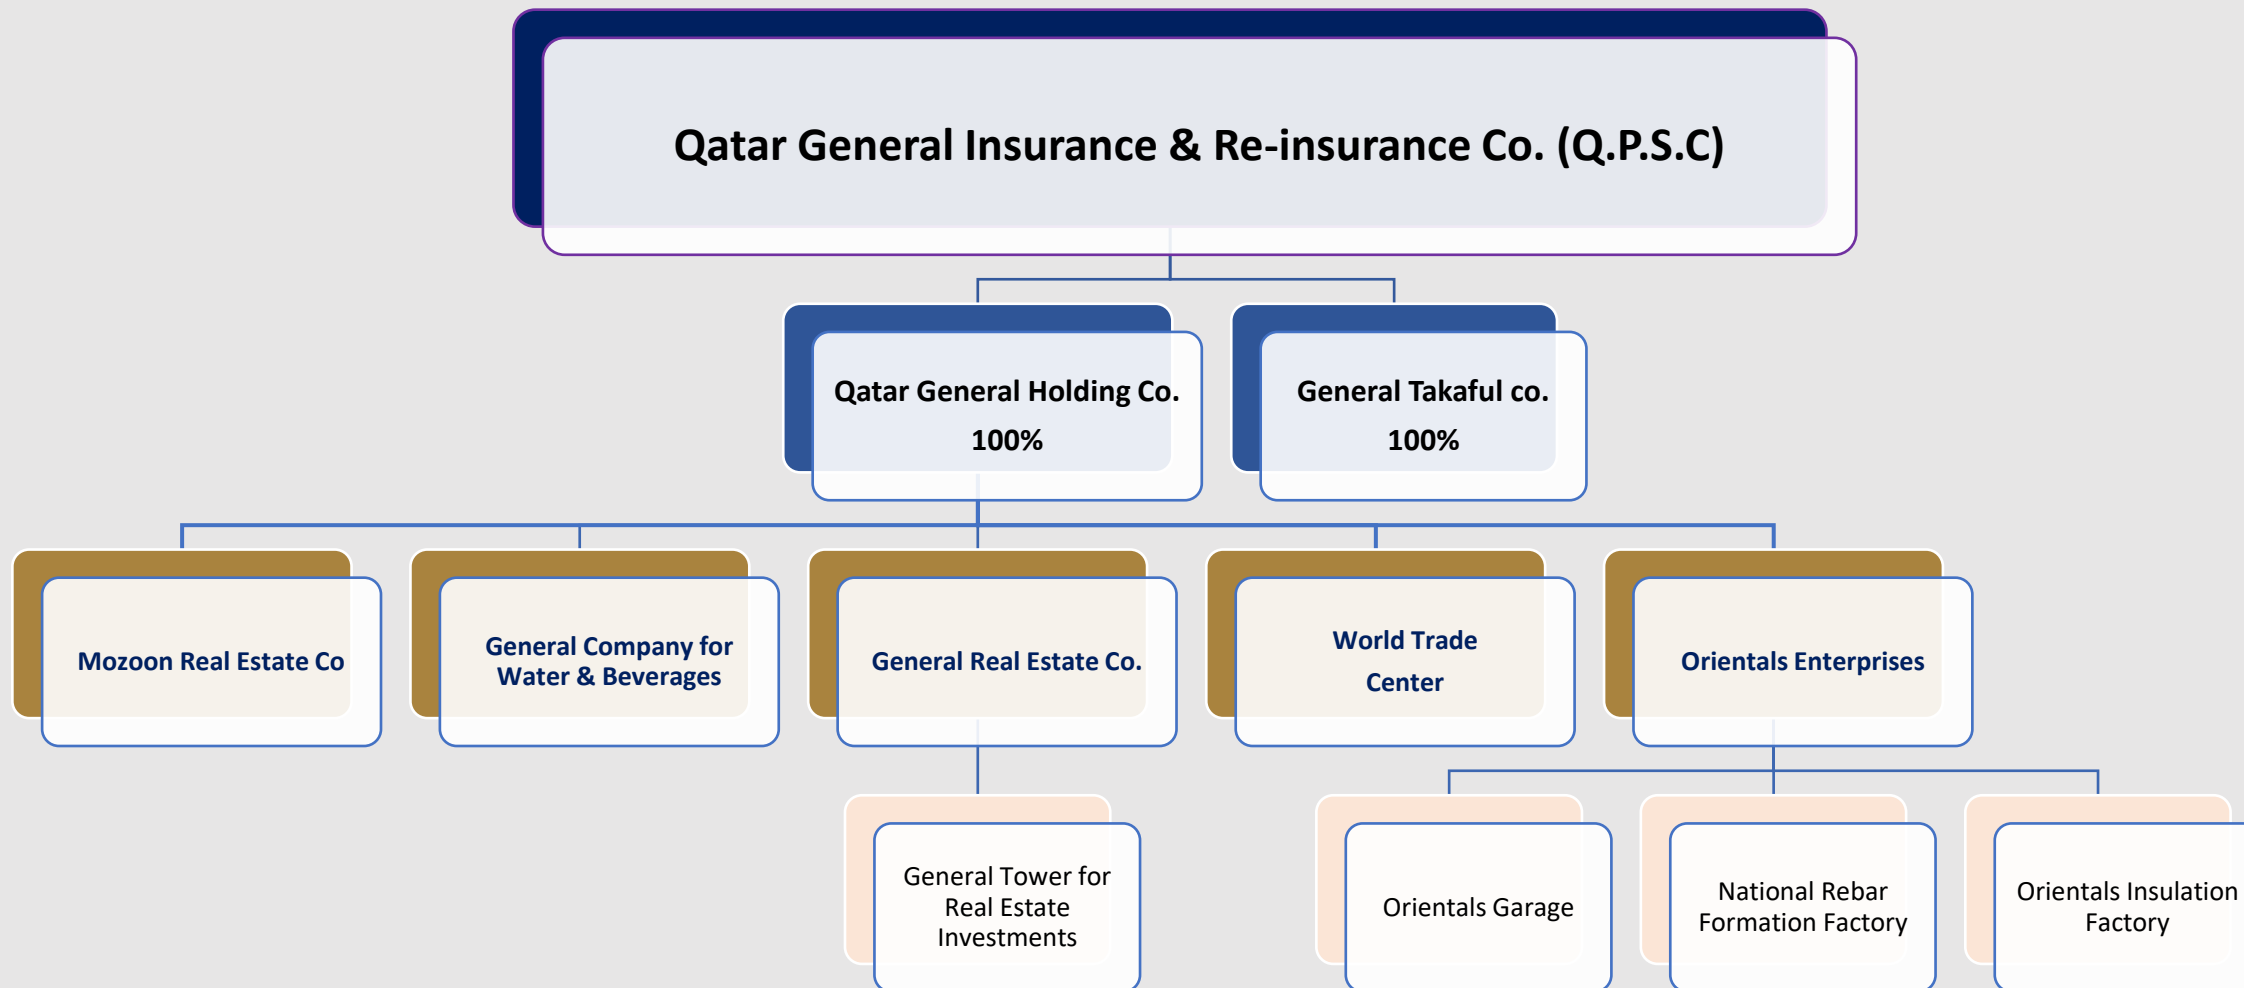 Qatar General Insurance & Re-insurance Co. (Q.P.S.C)
Qatar General Holding Co.
100%
General Takaful co.
100%
Mozoon Real Estate Co
General Company for
Water & Beverages
General Real Estate Co.
World Trade
Center
Orientals Enterprises
General Tower for
Real Estate
Investments
Orientals Garage
National Rebar
Formation Factory
Orientals Insulation
Factory